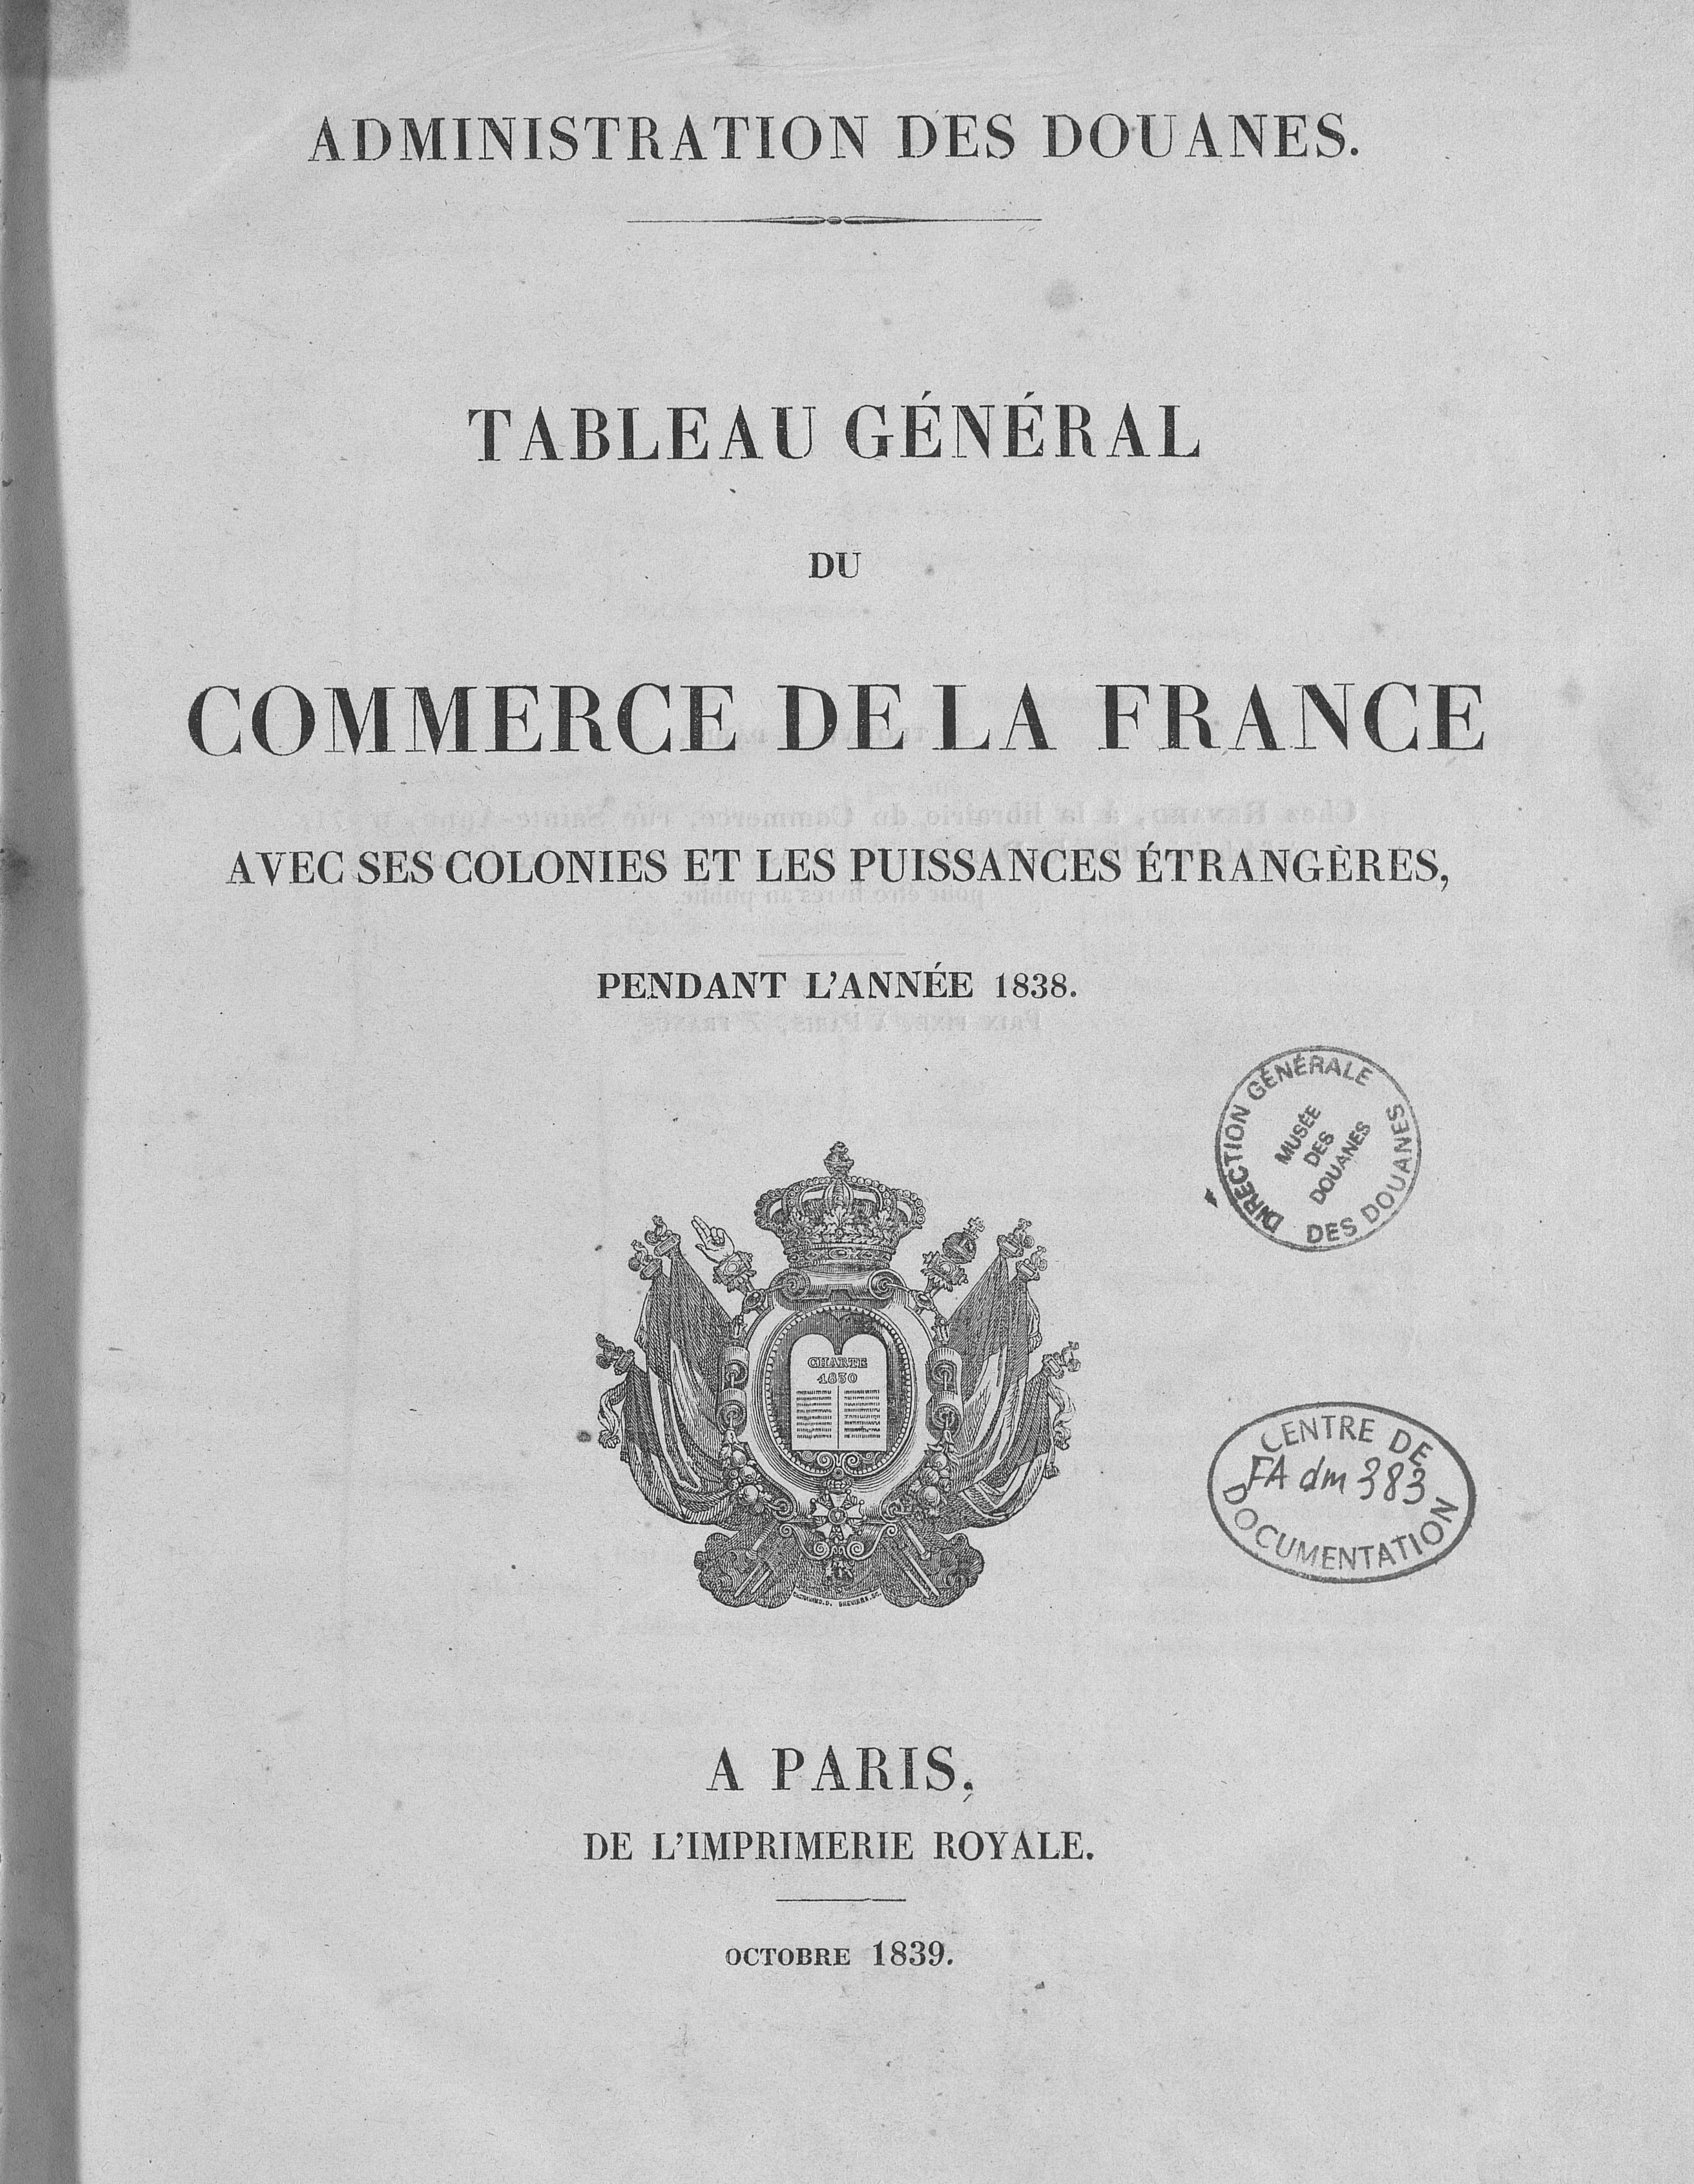 ADMINISTRATION DES DOUANES.
TABLEAU GÉNÉRAL
DU
COMMERCE DE LA FRANCE
AVEC SES COLONIES ET LES PUISSANCES ÉTRANGÈRES,
PENDANT L'ANNÉE 1838.
DIRECTION GÉNÉRALE
DES DOUANES
MUSÉE
DES
DOUANES
CHARTE
1830
CENTRE DE
FA dm 383
DOCUMENTATION
A PARIS,
DE L'IMPRIMERIE ROYALE.
OCTOBRE 1839.